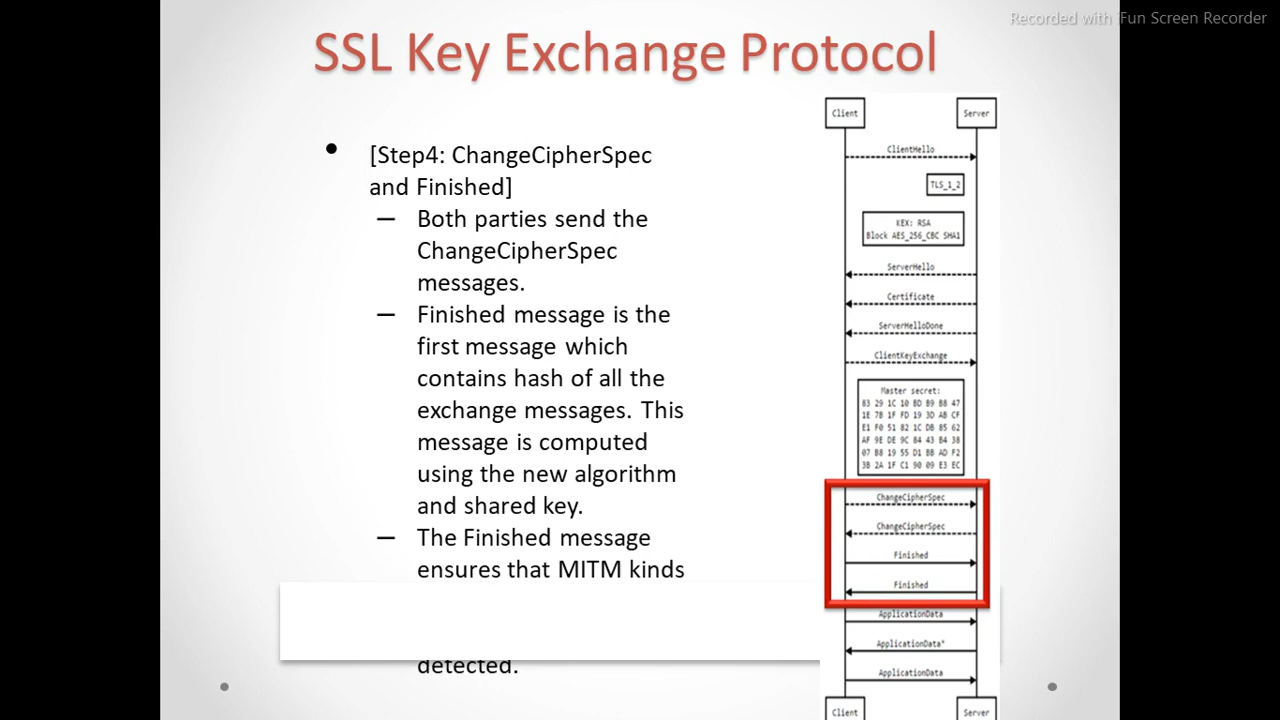 Recorded with iFun Screen Recorder
SSL Key Exchange Protocol
• [Step4: ChangeCipherSpec
and Finished]
– Both parties send the
ChangeCipherSpec
messages.
– Finished message is the
first message which
contains hash of all the
exchange messages. This
message is computed
using the new algorithm
and shared key.
– The Finished message
ensures that MITM kinds
detected.
Client
Server
ClientHello
TLS_1_2
KEX: RSA
Block AES_256_CBC SHA1
ServerHello
Certificate
ServerHelloDone
ClientKeyExchange
Master secret:
83 29 1C 10 BD B9 B8 47
1E 7B 1F FD 19 3D AB CF
E1 F0 51 82 1C DB 85 62
AF 9E DE 9C 84 43 B4 38
07 B8 19 55 D1 BB AD F2
3B 2A 1F C1 90 09 E3 EC
ChangeCipherSpec
ChangeCipherSpec
Finished
Finished
ApplicationData
ApplicationData*
ApplicationData
Client
Server